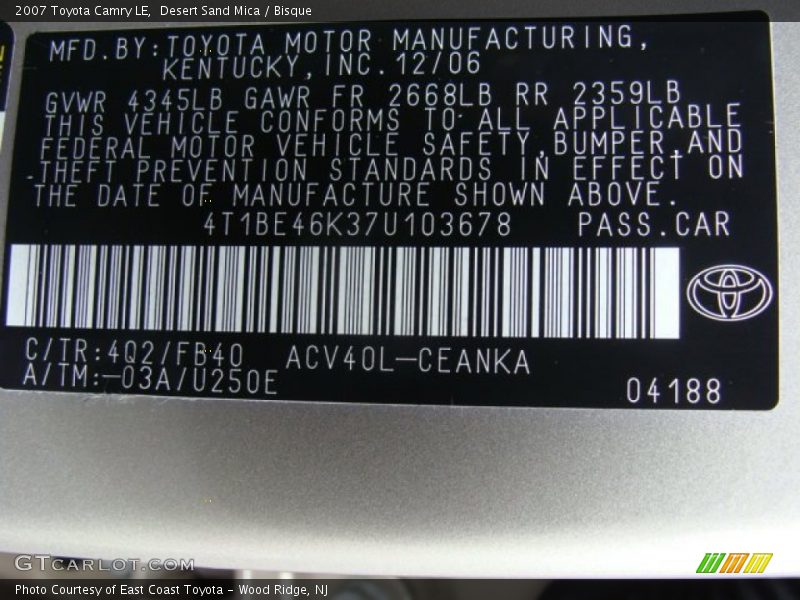 2007 Toyota Camry LE, Desert Sand Mica / Bisque
MFD.BY:TOYOTA MOTOR MANUFACTURING,
KENTUCKY,INC.12/06
GVWR 4345LB GAWR FR 2668LB RR 2359LB
THIS VEHICLE CONFORMS TO ALL APPLICABLE
FEDERAL MOTOR VEHICLE SAFETY,BUMPER,AND
THEFT PREVENTION STANDARDS IN EFFECT ON
THE DATE OF MANUFACTURE SHOWN ABOVE.
4T1BE46K37U103678 PASS.CAR
C/TR:4Q2/FB40 ACV40L-CEANKA
A/TM:-03A/U250E
04188
GTCARLOT.COM
Photo Courtesy of East Coast Toyota - Wood Ridge, NJ